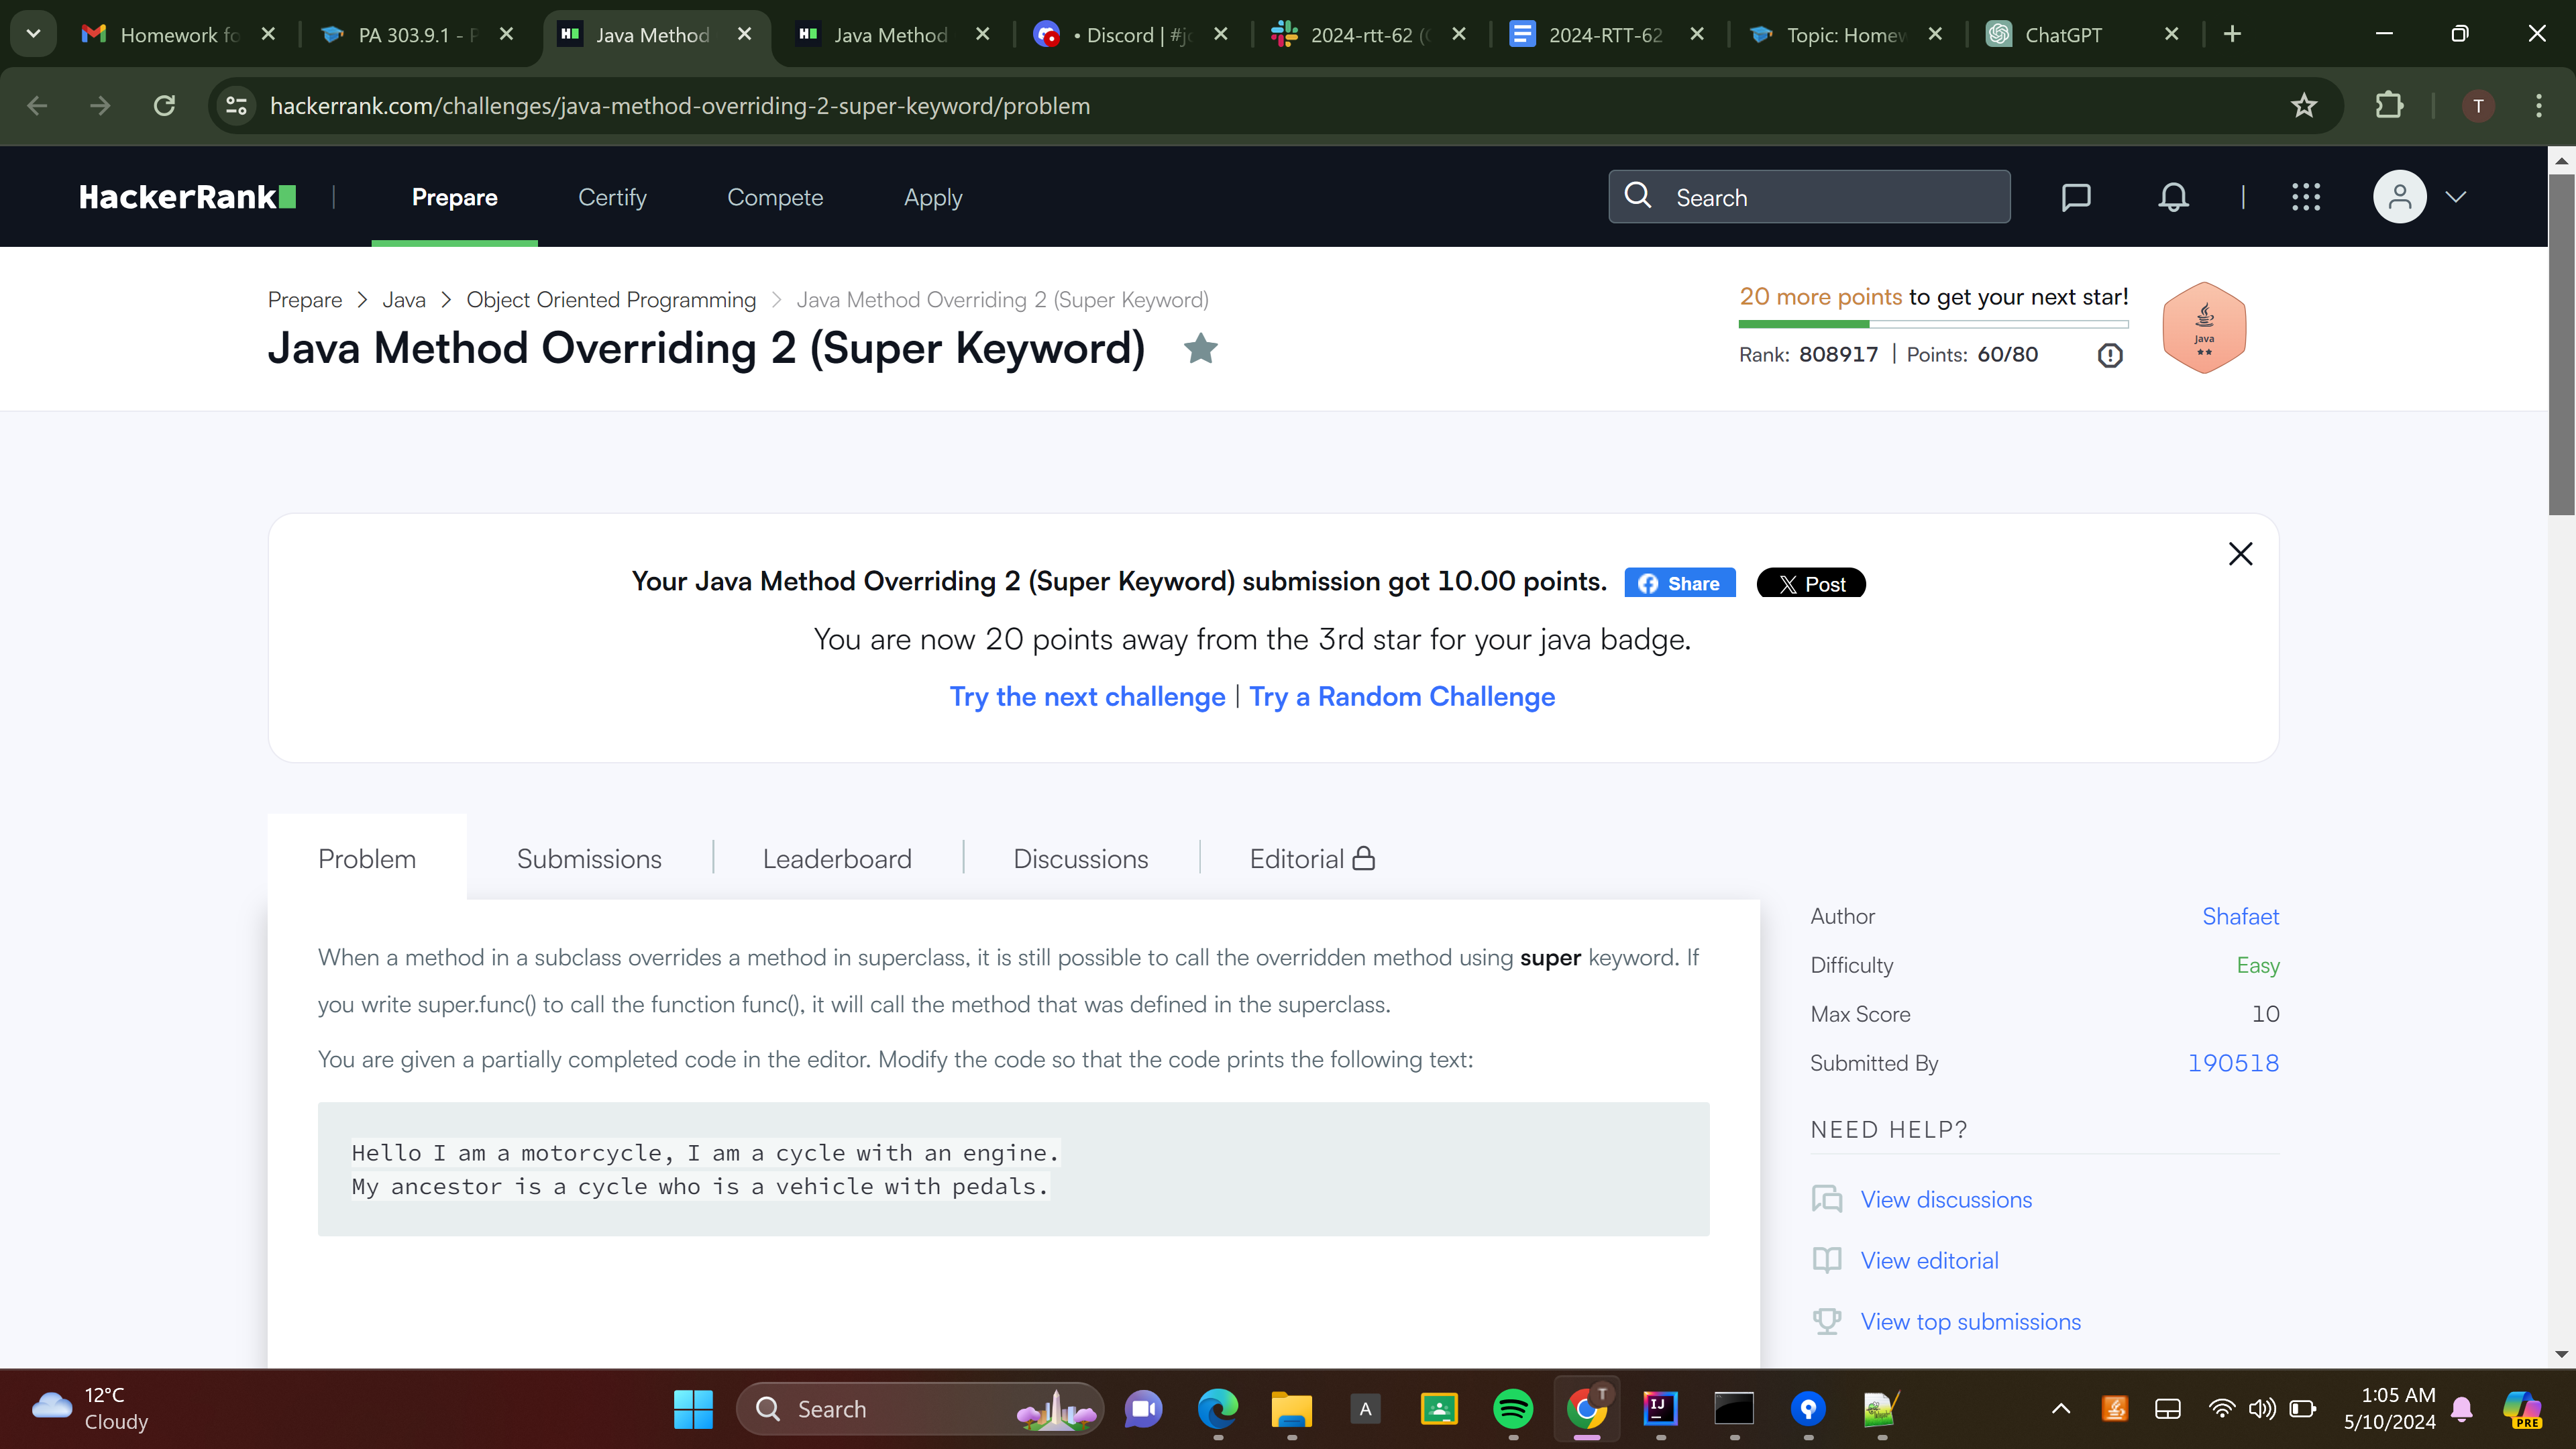 Homework fo
PA 303.9.1 - P
Java Method
Java Method
• Discord | #jo
2024-rtt-62 (
2024-RTT-62
Topic: Homew
ChatGPT
hackerrank.com/challenges/java-method-overriding-2-super-keyword/problem
T
HackerRank
Prepare
Certify
Compete
Apply
Search
Prepare > Java > Object Oriented Programming > Java Method Overriding 2 (Super Keyword)
Java Method Overriding 2 (Super Keyword)
20 more points to get your next star!
Rank: 808917 | Points: 60/80
Java
Your Java Method Overriding 2 (Super Keyword) submission got 10.00 points.
Share
X Post
You are now 20 points away from the 3rd star for your java badge.
Try the next challenge | Try a Random Challenge
Problem
Submissions
Leaderboard
Discussions
Editorial
When a method in a subclass overrides a method in superclass, it is still possible to call the overridden method using super keyword. If
you write super.func() to call the function func(), it will call the method that was defined in the superclass.
You are given a partially completed code in the editor. Modify the code so that the code prints the following text:
Hello I am a motorcycle, I am a cycle with an engine.
My ancestor is a cycle who is a vehicle with pedals.
Author Shafaet
Difficulty Easy
Max Score 10
Submitted By 190518
NEED HELP?
View discussions
View editorial
View top submissions
12°C
Cloudy
Search
A
T
IJ
1:05 AM
5/10/2024
PRE